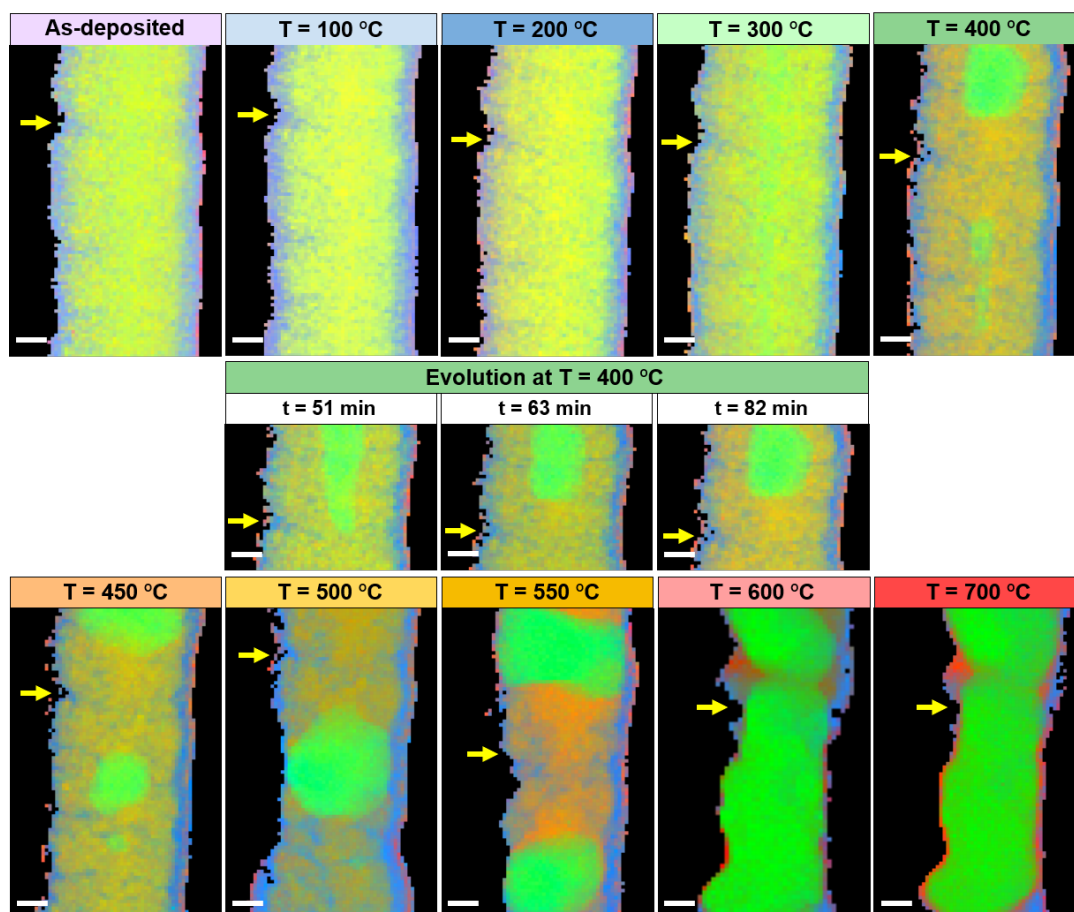 As-deposited
T = 100 °C
T = 200 °C
T = 300 °C
T = 400 °C
Evolution at T = 400 °C
t = 51 min
t = 63 min
t = 82 min
T = 450 °C
T = 500 °C
T = 550 °C
T = 600 °C
T = 700 °C